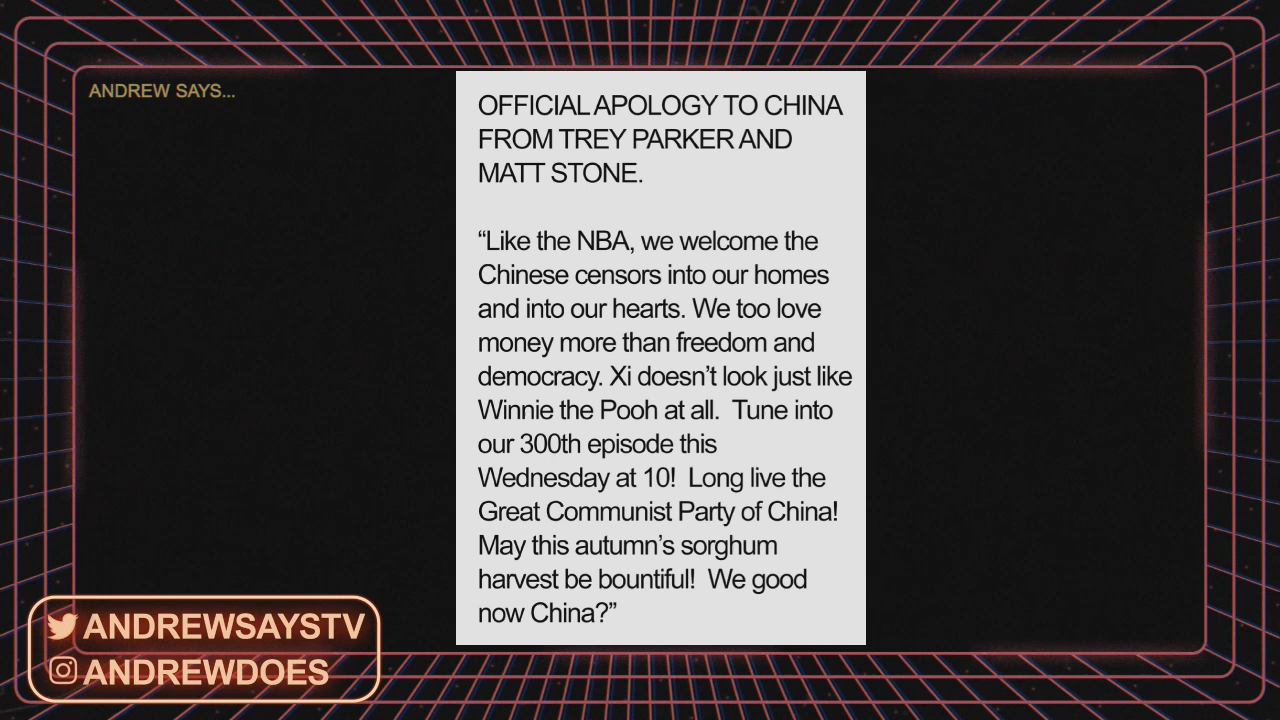 ANDREW SAYS...
OFFICIAL APOLOGY TO CHINA
FROM TREY PARKER AND
MATT STONE.
“Like the NBA, we welcome the
Chinese censors into our homes
and into our hearts. We too love
money more than freedom and
democracy. Xi doesn’t look just like
Winnie the Pooh at all.  Tune into
our 300th episode this
Wednesday at 10!  Long live the
Great Communist Party of China!
May this autumn’s sorghum
harvest be bountiful!  We good
now China?”
ANDREWSAYSTV
ANDREWDOES